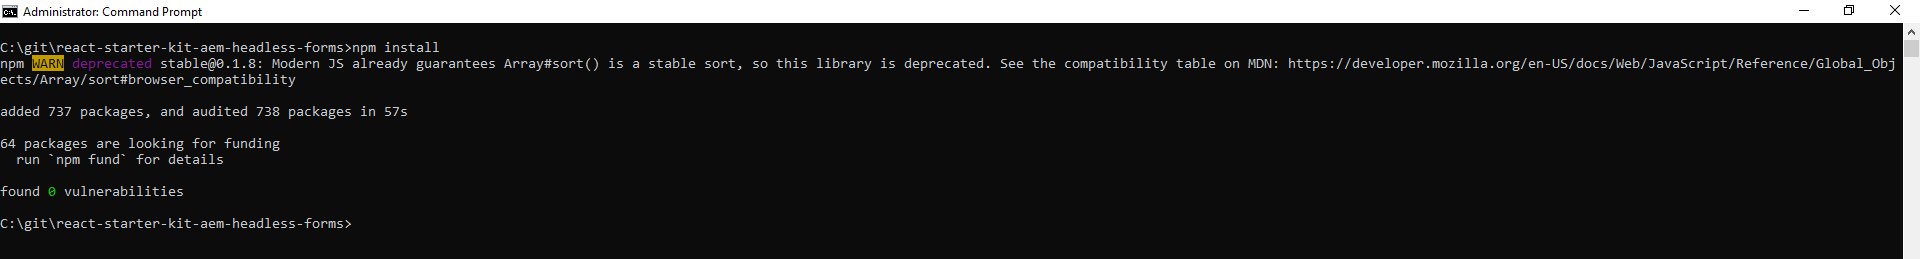 Administrator: Command Prompt
C:\git\react-starter-kit-aem-headless-forms>npm install
npm WARN deprecated stable@0.1.8: Modern JS already guarantees Array#sort() is a stable sort, so this library is deprecated. See the compatibility table on MDN: https://developer.mozilla.org/en-US/docs/Web/JavaScript/Reference/Global_Obj
ects/Array/sort#browser_compatibility
added 737 packages, and audited 738 packages in 57s
64 packages are looking for funding
  run `npm fund` for details
found 0 vulnerabilities
C:\git\react-starter-kit-aem-headless-forms>